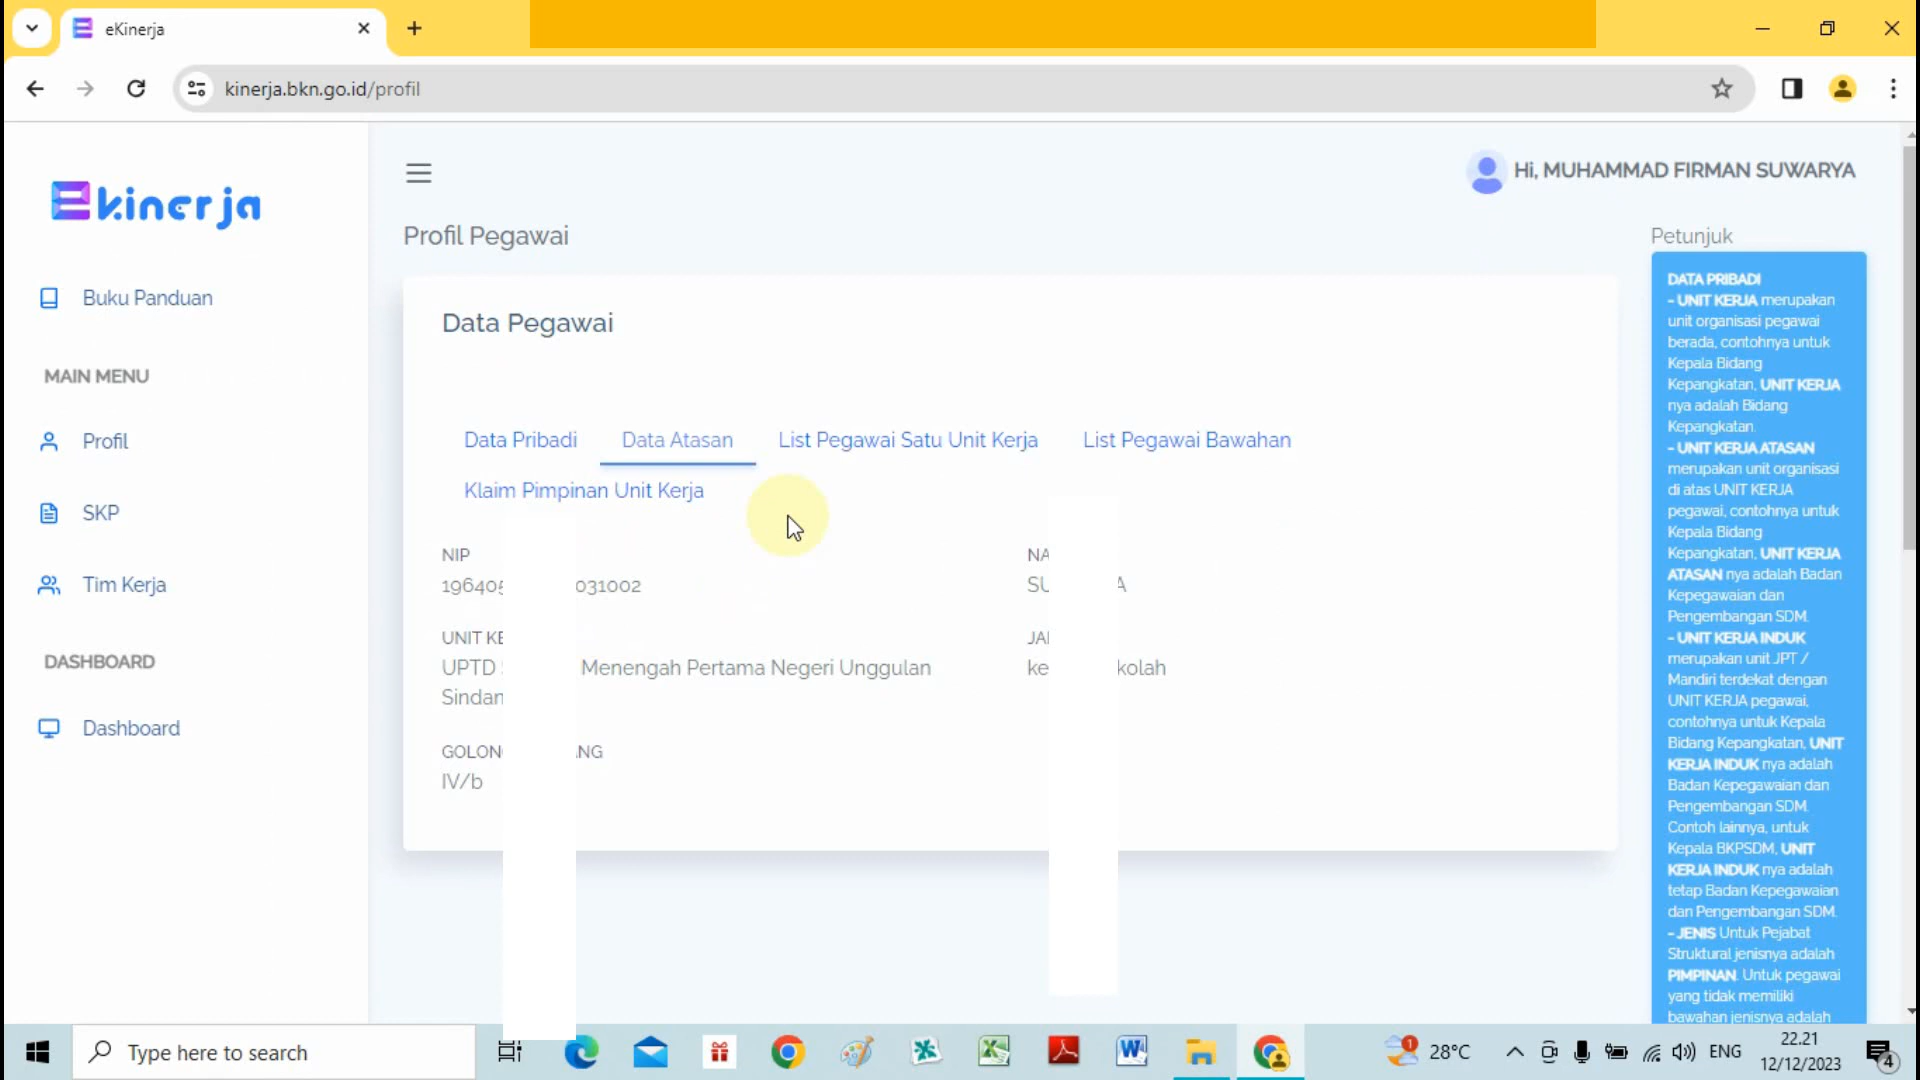 eKinerja
kinerja.bkn.go.id/profil
Ekinerja
Hi, MUHAMMAD FIRMAN SUWARYA
Buku Panduan
MAIN MENU
Profil
SKP
Tim Kerja
DASHBOARD
Dashboard
Profil Pegawai
Data Pegawai
Data Pribadi
Data Atasan
List Pegawai Satu Unit Kerja
List Pegawai Bawahan
Klaim Pimpinan Unit Kerja
NIP
031002
UNIT
UPTD Menengah Pertama Negeri Unggulan
IV/b
Petunjuk
DATA PRIBADI
- UNIT KERJA merupakan
unit organisasi pegawai
berada, contohnya untuk
Kepala Bidang
Kepangkatan, UNIT KERJA
nya adalah Bidang
Kepangkatan.
- UNIT KERJA ATASAN
merupakan unit organisasi
di atas UNIT KERJA
pegawai, contohnya untuk
Kepala Bidang
Kepangkatan, UNIT KERJA
ATASAN nya adalah Badan
Kepegawaian dan
Pengembangan SDM.
- UNIT KERJA INDUK
merupakan unit JPT /
Mandiri terdekat dengan
UNIT KERJA pegawai,
contohnya untuk Kepala
Bidang Kepangkatan, UNIT
KERJA INDUK nya adalah
Badan Kepegawaian dan
Pengembangan SDM.
Contoh lainnya, untuk
Kepala BKPSDM, UNIT
KERJA INDUK nya adalah
tetap Badan Kepegawaian
dan Pengembangan SDM.
- JENIS Untuk Pejabat
Struktural jenisnya adalah
PIMPINAN. Untuk pegawai
yang tidak memiliki
bawahan jenisnya adalah
Type here to search
1
28°C
ENG
22.21
12/12/2023
4